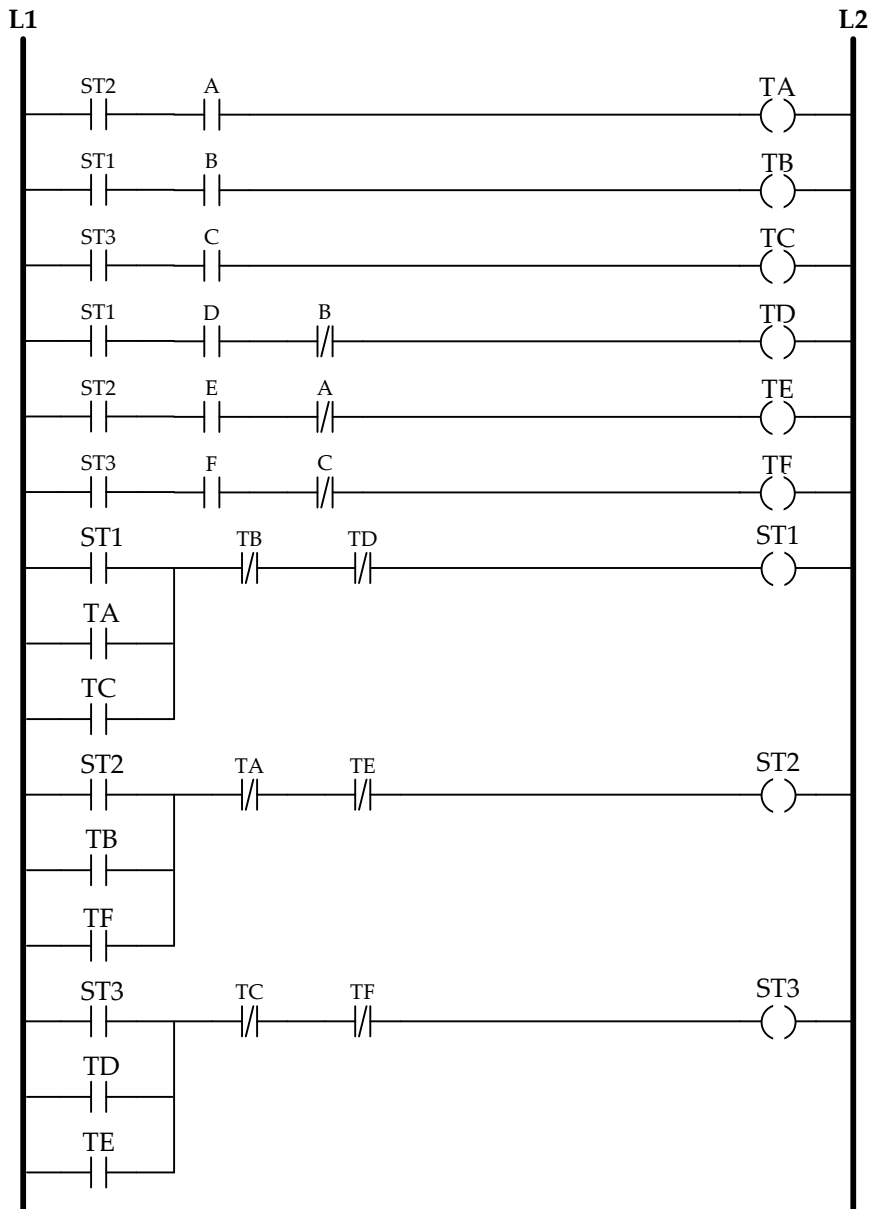 L1 L2
ST2 A TA
ST1 B TB
ST3 C TC
ST1 D B TD
ST2 E A TE
ST3 F C TF
ST1 TB TD ST1
TA
TC
ST2 TA TE ST2
TB
TF
ST3 TC TF ST3
TD
TE